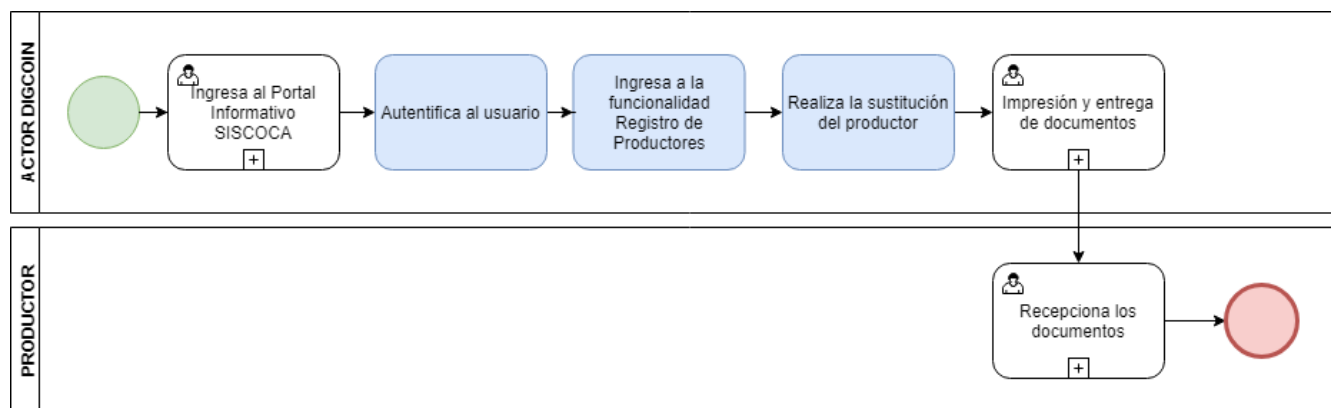 ACTOR DIGCOIN
Ingresa al Portal
Informativo
SISCOCA
Autentifica al usuario
Ingresa a la
funcionalidad
Registro de
Productores
Realiza la sustitución
del productor
Impresión y entrega
de documentos
PRODUCTOR
Recepciona los
documentos